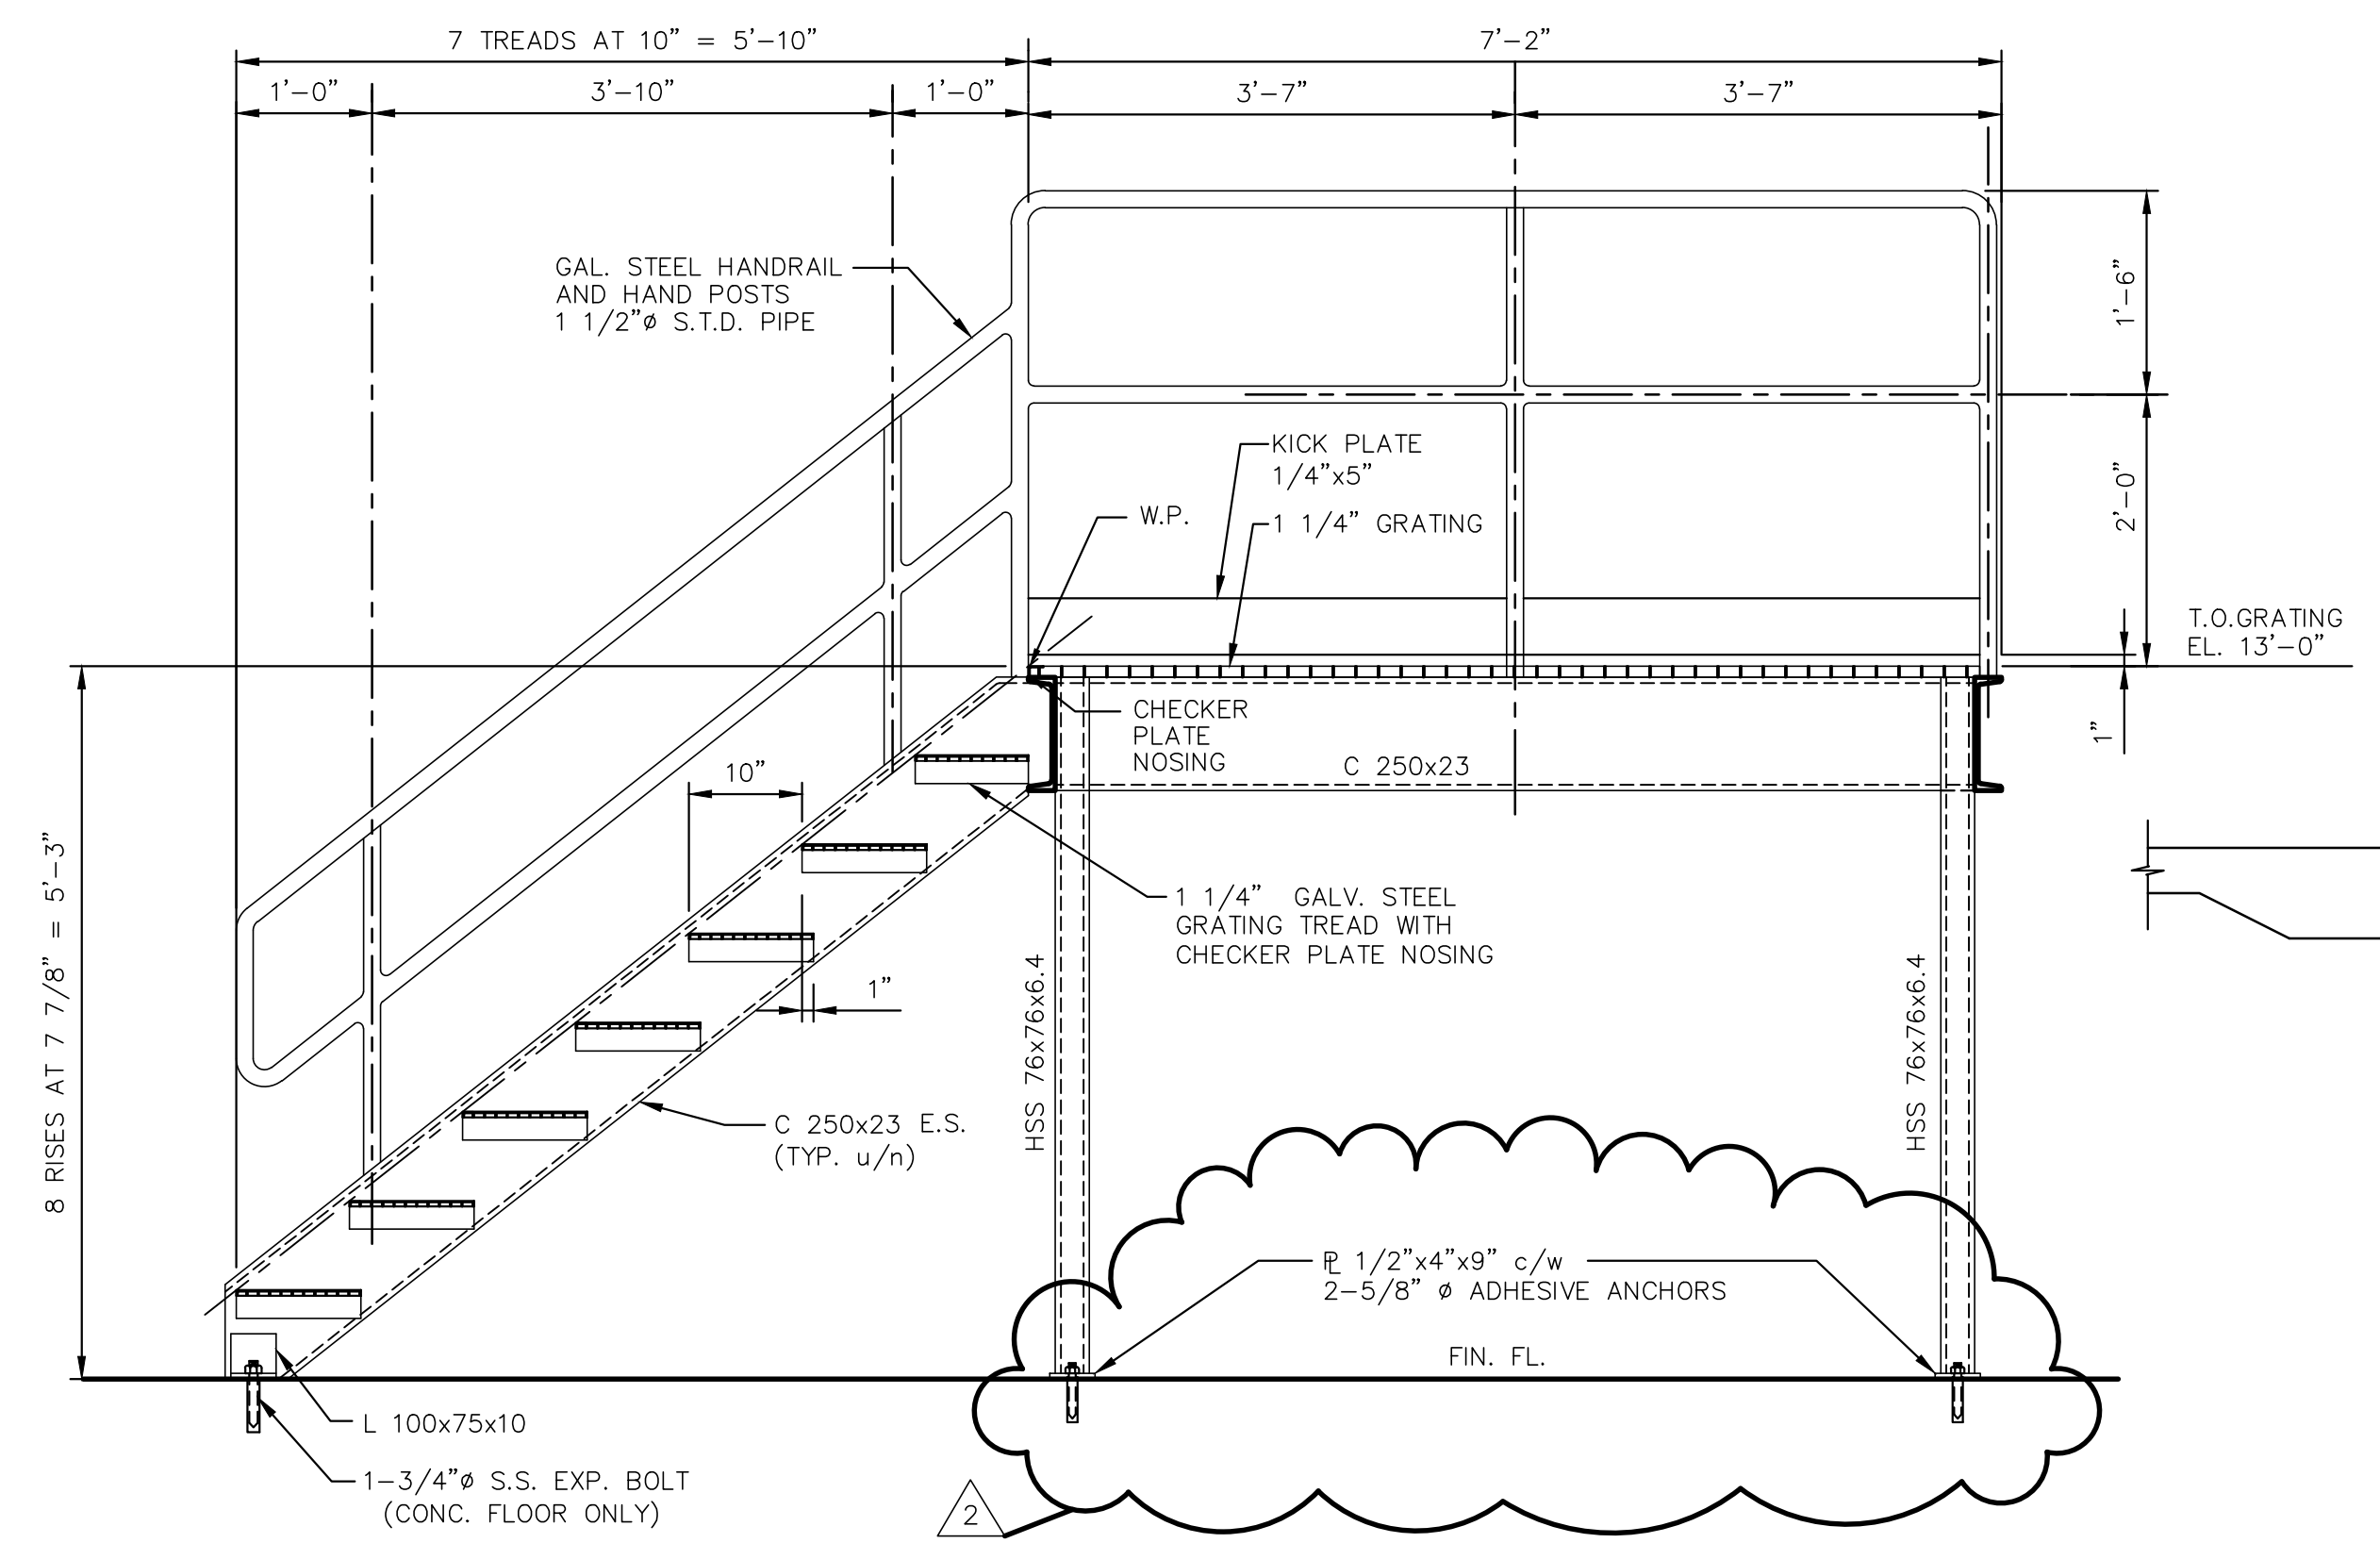 7 TREADS AT 10" = 5'-10"
7'-2"
1'-0"
3'-10"
1'-0"
3'-7"
3'-7"
GAL. STEEL HANDRAIL
AND HAND POSTS
1 1/2"ø S.T.D. PIPE
1'-6"
KICK PLATE
1/4"x5"
W.P.
1 1/4" GRATING
2'-0"
T.O.GRATING
EL. 13'-0"
1"
CHECKER
PLATE
NOSING
C 250x23
10"
8 RISES AT 7 7/8" = 5'-3"
1 1/4" GALV. STEEL
GRATING TREAD WITH
CHECKER PLATE NOSING
1"
HSS 76x76x6.4
HSS 76x76x6.4
C 250x23 E.S.
(TYP. u/n)
PL 1/2"x4"x9" c/w
2-5/8" ø ADHESIVE ANCHORS
FIN. FL.
L 100x75x10
1-3/4"ø S.S. EXP. BOLT
(CONC. FLOOR ONLY)
2